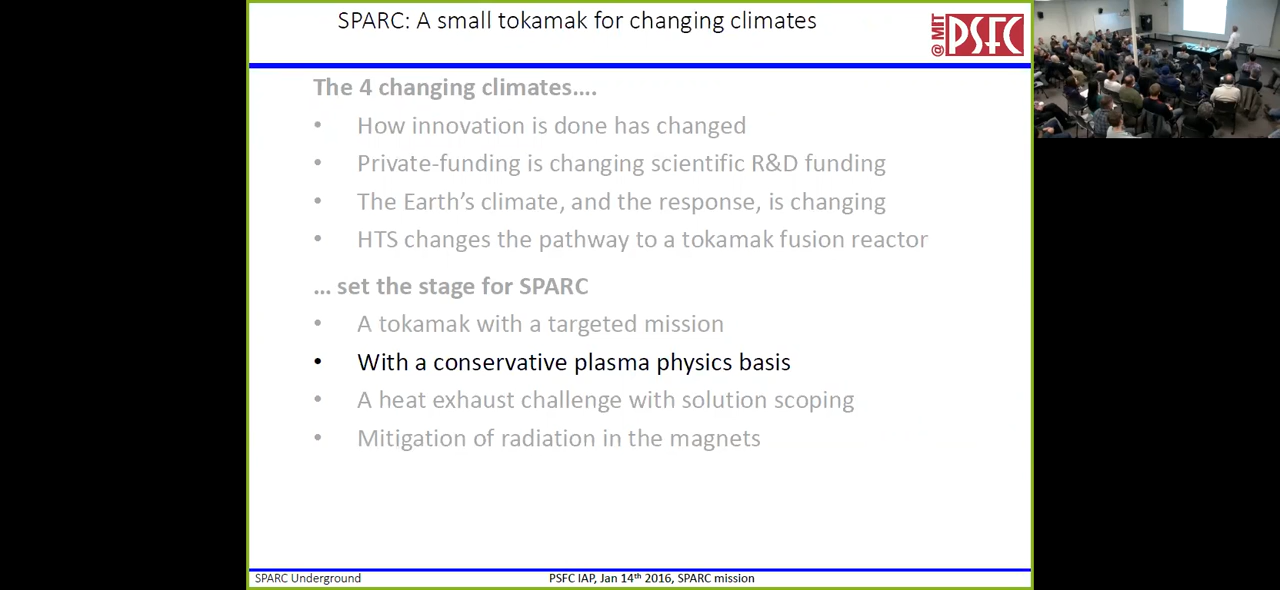 SPARC: A small tokamak for changing climates
@ MIT
PSFC
The 4 changing climates....
• How innovation is done has changed
• Private-funding is changing scientific R&D funding
• The Earth's climate, and the response, is changing
• HTS changes the pathway to a tokamak fusion reactor
... set the stage for SPARC
• A tokamak with a targeted mission
• With a conservative plasma physics basis
• A heat exhaust challenge with solution scoping
• Mitigation of radiation in the magnets
SPARC Underground
PSFC IAP, Jan 14th 2016, SPARC mission